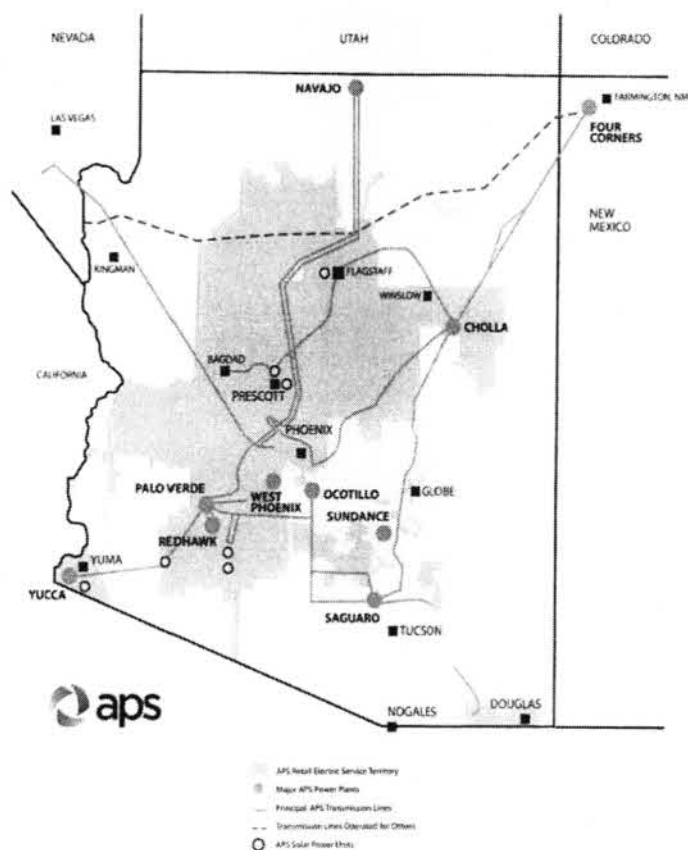 NEVADA
UTAH
COLORADO
NAVAJO
FARMINGTON, NM
LAS VEGAS
FOUR
CORNERS
NEW
MEXICO
KINGMAN
FLAGSTAFF
WINSLOW
CHOLLA
BAGDAD
CALIFORNIA
PRESCOTT
PHOENIX
PALO VERDE
WEST
PHOENIX
OCOTILLO
GLOBE
SUNDANCE
REDHAWK
YUMA
YUCCA
SAGUARO
TUCSON
aps
NOGALES
DOUGLAS
APS Retail Electric Service Territory
Major APS Power Plants
Principal APS Transmission Lines
Transmission Lines Operated for Others
APS Solar Power Units